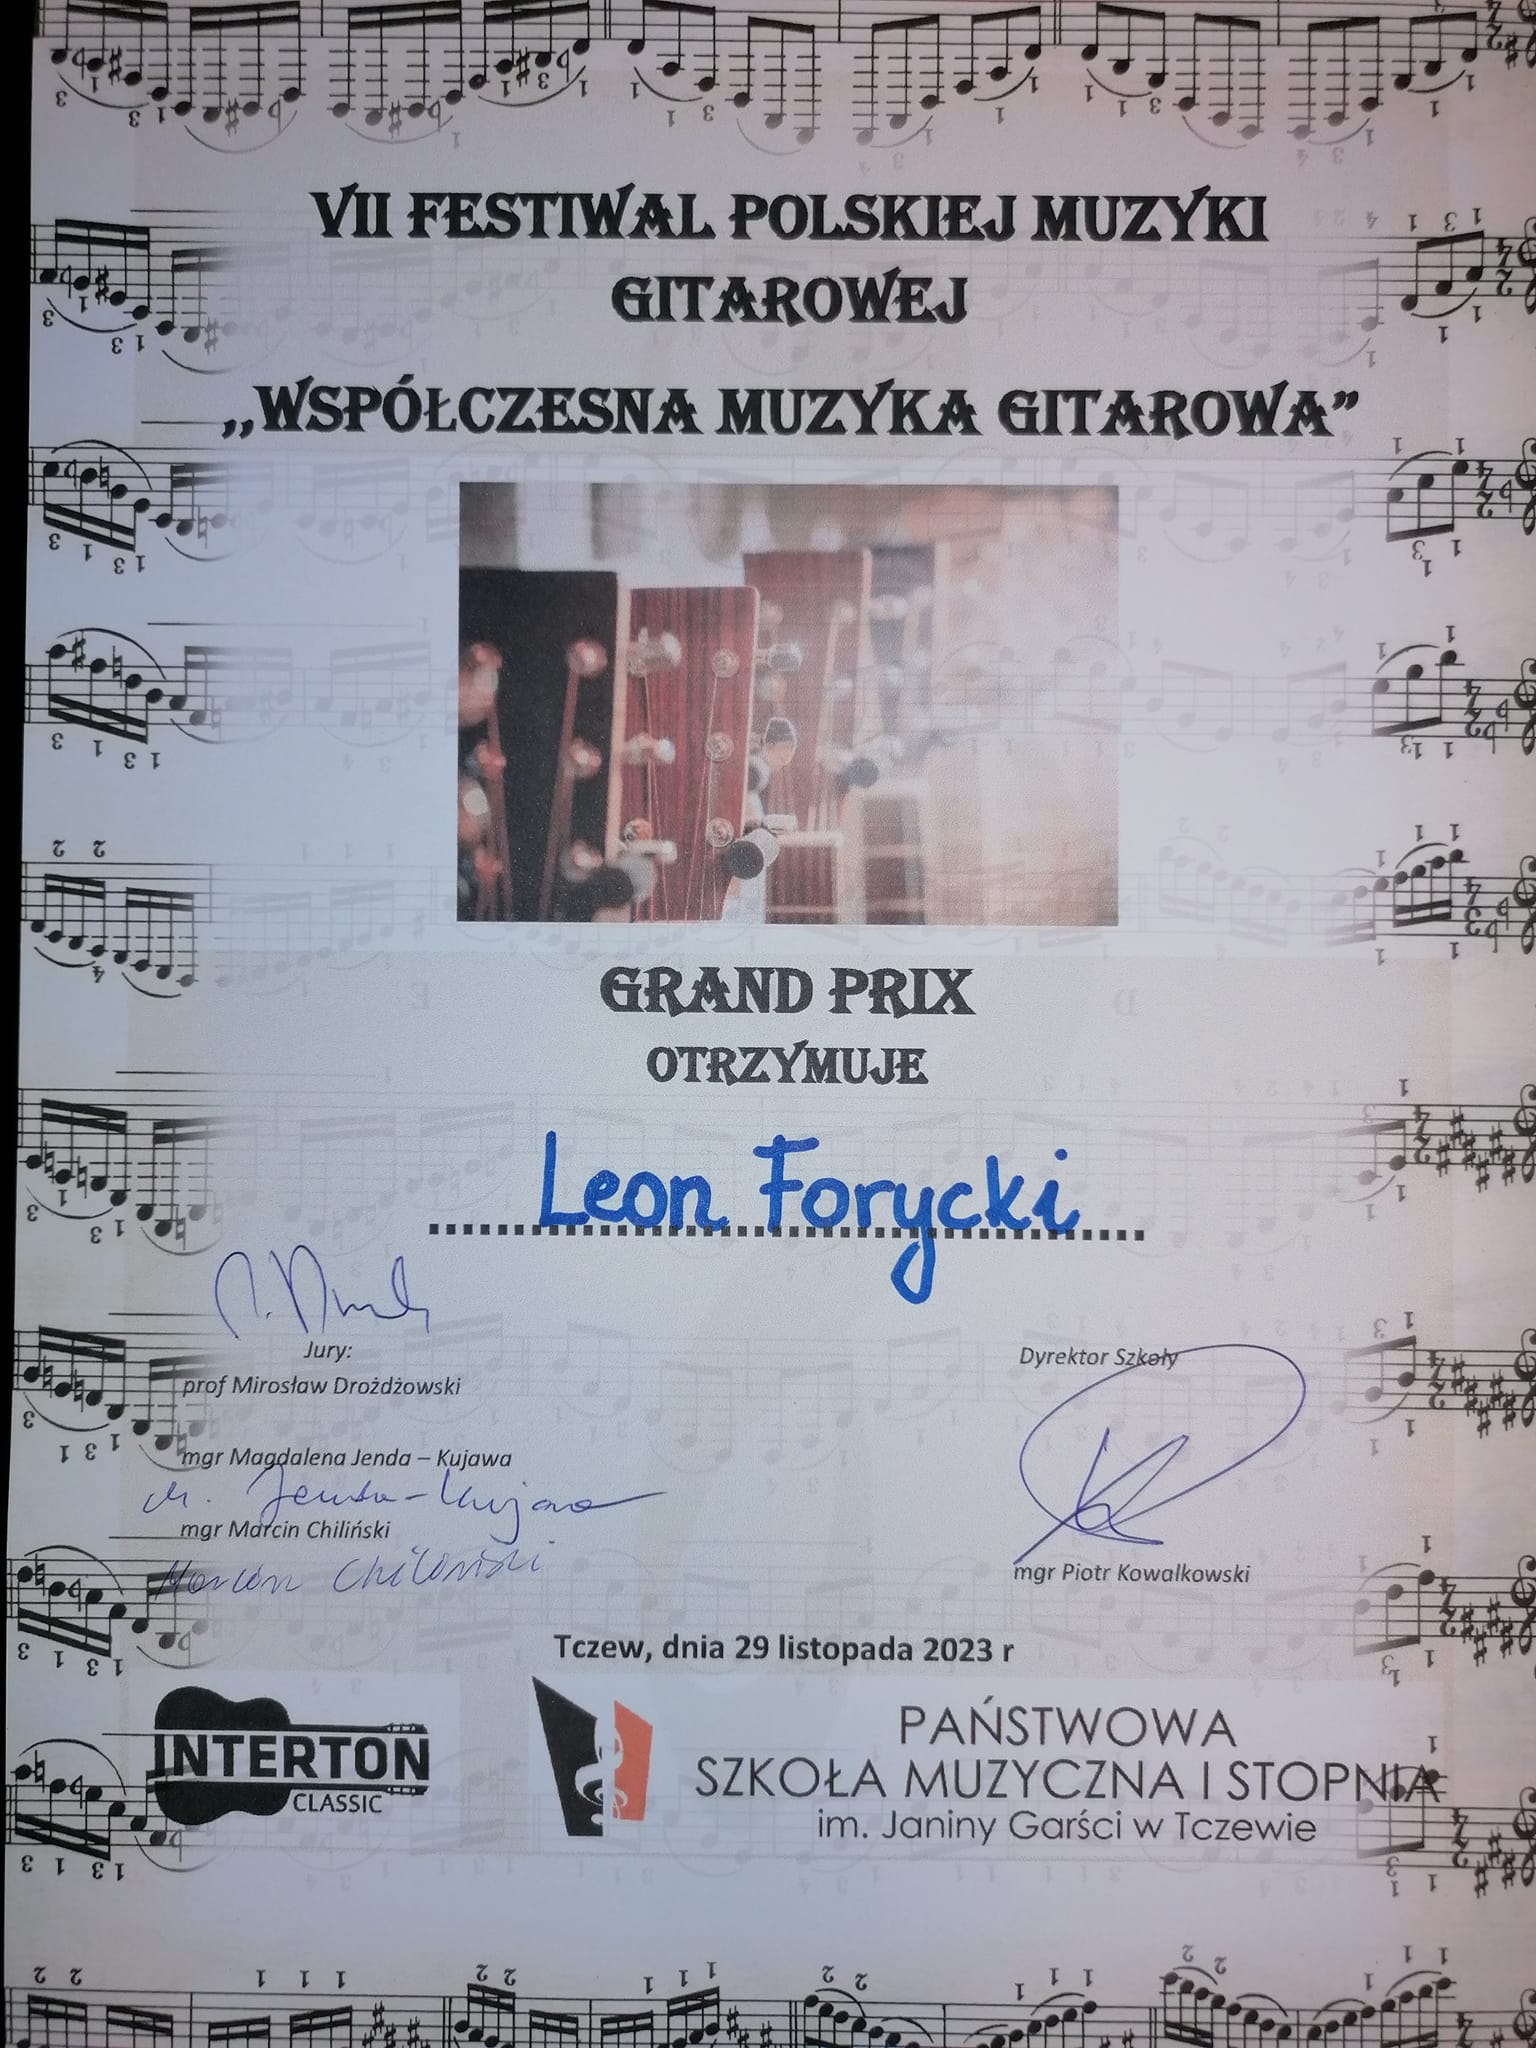 VII FESTIWAL POLSKIEJ MUZYKI
GITAROWEJ
,,WSPÓŁCZESNA MUZYKA GITAROWA”
GRAND PRIX
OTRZYMUJE
Leon Forycki
Jury:
prof Mirosław Drożdżowski
mgr Magdalena Jenda – Kujawa
M. Jenda-Kujawa
mgr Marcin Chiliński
Marcin Chiliński
Dyrektor Szkoły
mgr Piotr Kowalkowski
Tczew, dnia 29 listopada 2023 r
INTERTON
CLASSIC
PAŃSTWOWA
SZKOŁA MUZYCZNA I STOPNIA
im. Janiny Garści w Tczewie